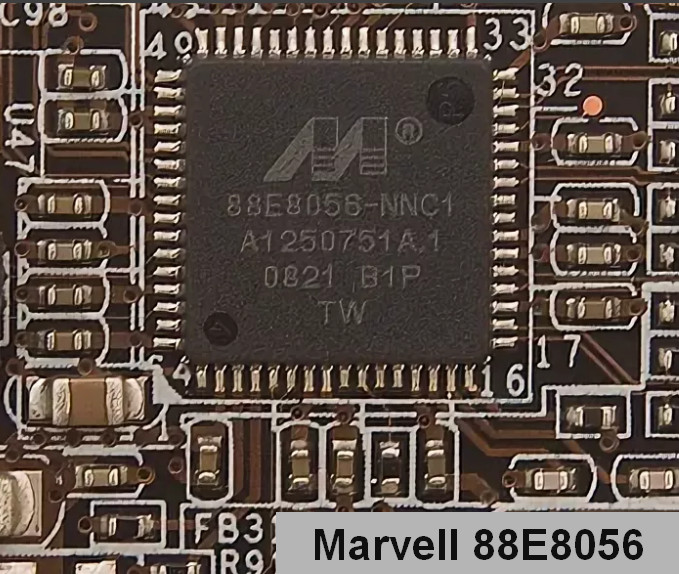 C98
49
33
32
U47
®
88E8056-NNC1
A1250751A.1
0821 B1P
TW
17
16
FB3
R9
Marvell 88E8056